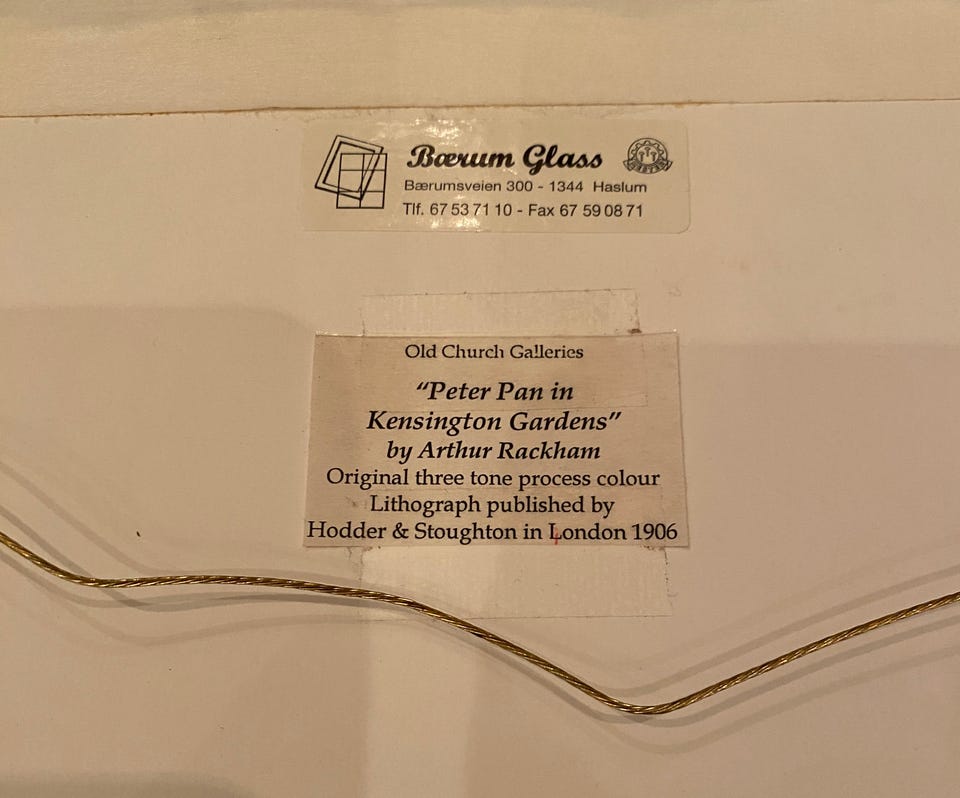 Bærum Glass
Bærumsveien 300 - 1344 Haslum
Tlf. 67 53 71 10 - Fax 67 59 08 71
Old Church Galleries
“Peter Pan in
Kensington Gardens”
by Arthur Rackham
Original three tone process colour
Lithograph published by
Hodder & Stoughton in London 1906